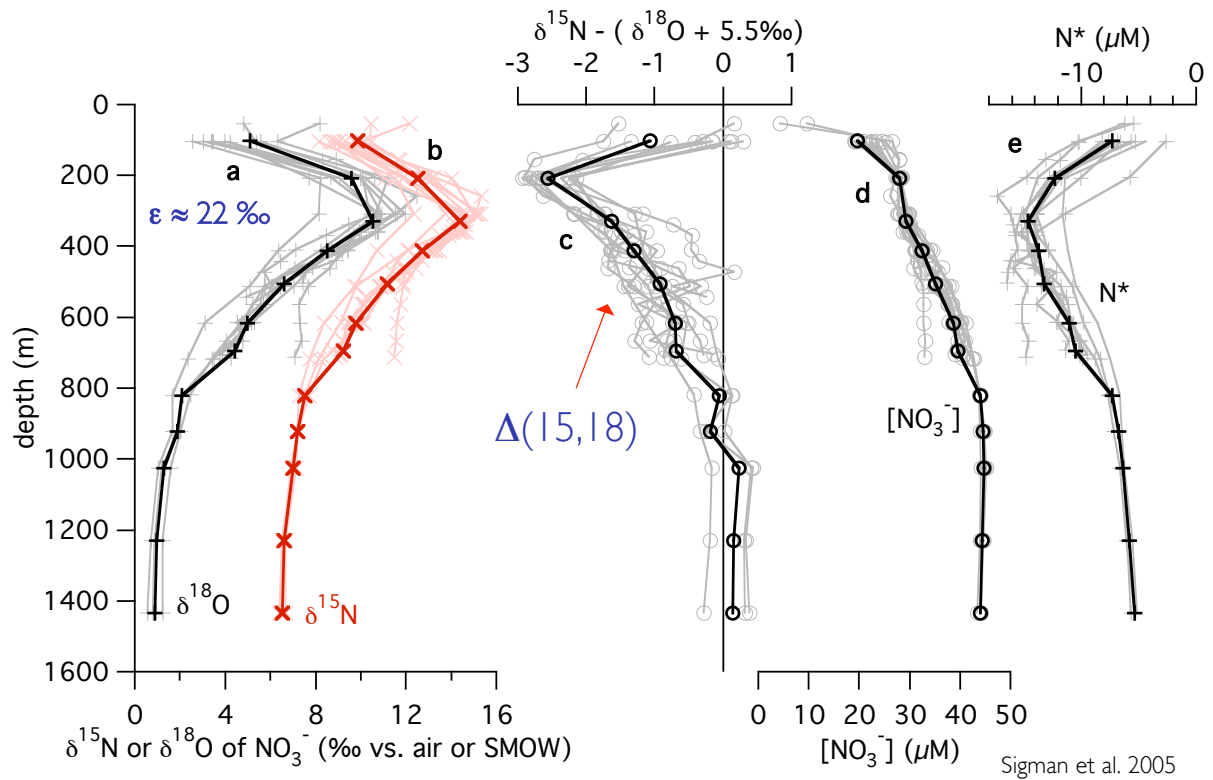 δ¹⁵N - ( δ¹⁸O + 5.5‰)
N* (µM)
-3 -2 -1 0 1
-10 0
0
200
400
600
800
1000
1200
1400
1600
depth (m)
a
b
ε ≈ 22 ‰
c
d
e
N*
Δ(15,18)
[NO₃⁻]
δ¹⁸O
δ¹⁵N
0 4 8 12 16
0 10 20 30 40 50
δ¹⁵N or δ¹⁸O of NO₃⁻ (‰ vs. air or SMOW)
[NO₃⁻] (µM)
Sigman et al. 2005